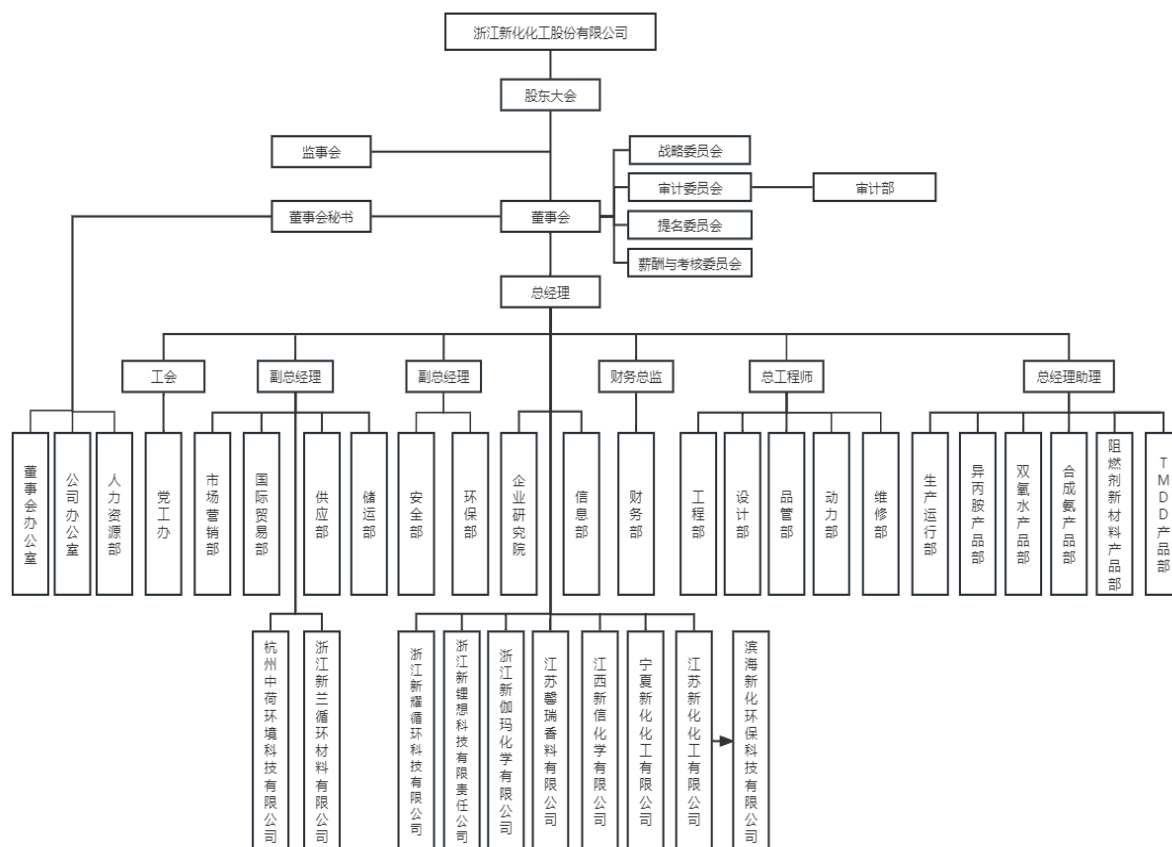 浙江新化化工股份有限公司
股东大会
监事会
战略委员会
审计委员会
审计部
董事会秘书
董事会
提名委员会
薪酬与考核委员会
总经理
工会
副总经理
副总经理
财务总监
总工程师
总经理助理
董事会办公室
公司办公室
人力资源部
党工办
市场营销部
国际贸易部
供应部
储运部
安全部
环保部
企业研究院
信息部
财务部
工程部
设计部
品管部
动力部
维修部
生产运行部
异丙胺产品部
双氧水产品部
合成氨产品部
阻燃剂新材料产品部
TMDD产品部
杭州中荷环境科技有限公司
浙江新兰循环材料有限公司
浙江新耀循环科技有限公司
浙江新锂想科技有限责任公司
浙江新伽玛化学有限公司
江苏馨瑞香料有限公司
江西新信化学有限公司
宁夏新化化工有限公司
江苏新化化工有限公司
滨海新化环保科技有限公司